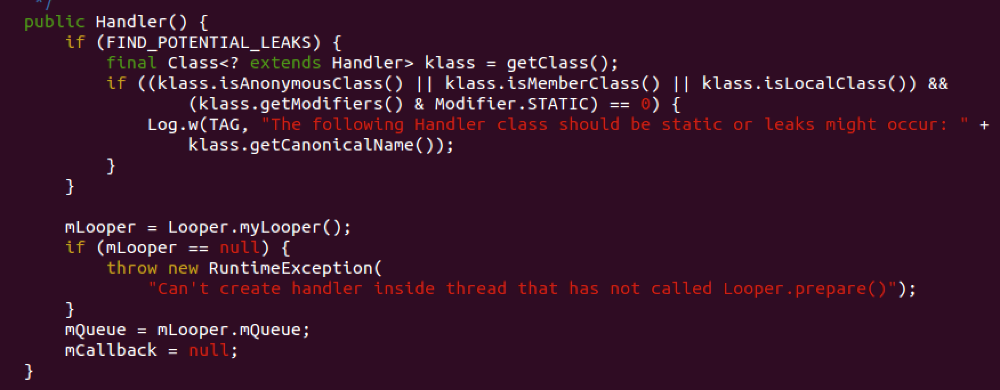 */
public Handler() {
    if (FIND_POTENTIAL_LEAKS) {
        final Class<? extends Handler> klass = getClass();
        if ((klass.isAnonymousClass() || klass.isMemberClass() || klass.isLocalClass()) &&
                (klass.getModifiers() & Modifier.STATIC) == 0) {
            Log.w(TAG, "The following Handler class should be static or leaks might occur: " +
                klass.getCanonicalName());
        }
    }

    mLooper = Looper.myLooper();
    if (mLooper == null) {
        throw new RuntimeException(
            "Can't create handler inside thread that has not called Looper.prepare()");
    }
    mQueue = mLooper.mQueue;
    mCallback = null;
}